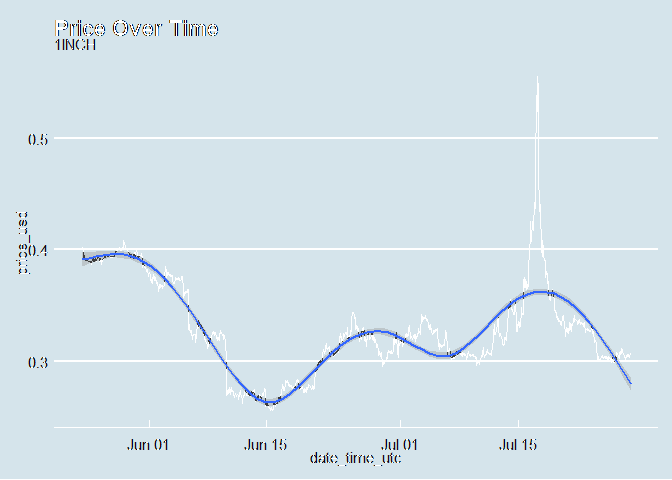 Price Over Time
1INCH
price_usd
0.5
0.4
0.3
Jun 01
Jun 15
Jul 01
Jul 15
date_time_utc